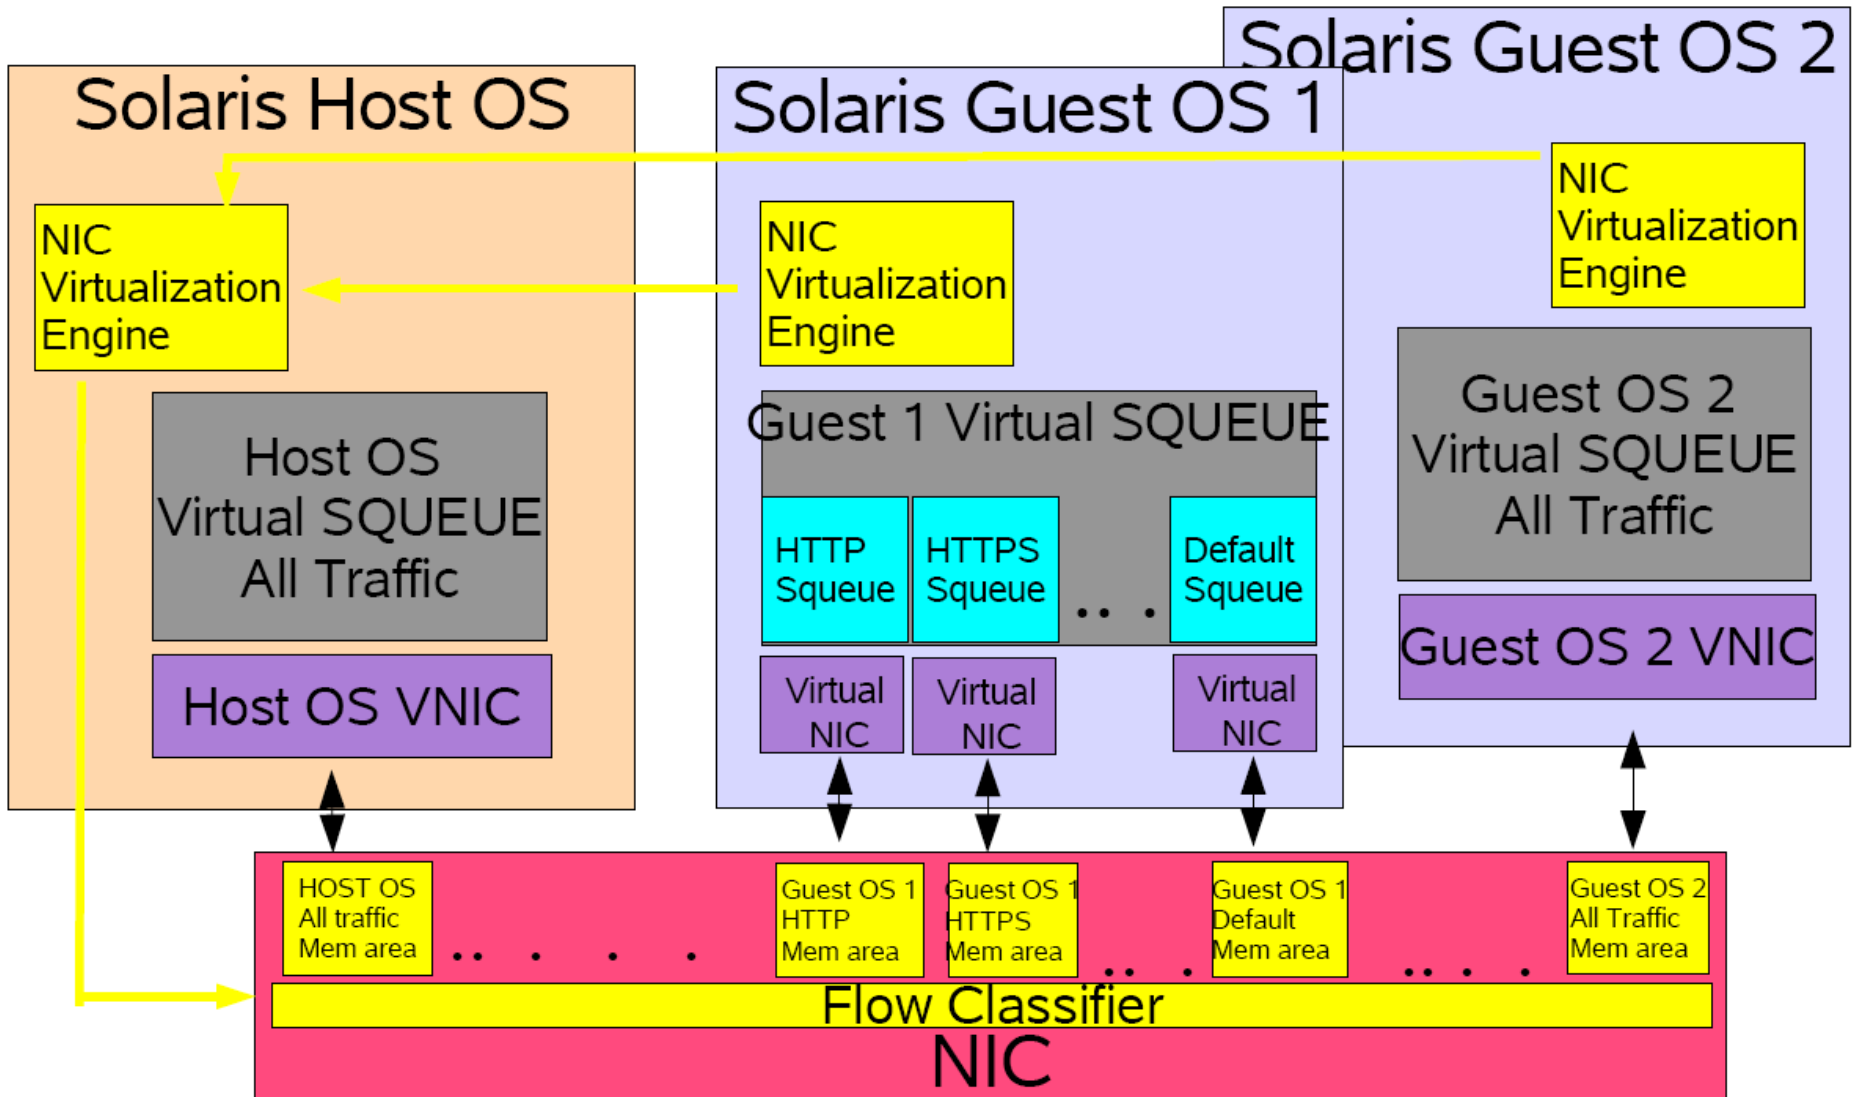 Solaris Host OS
NIC
Virtualization
Engine
Host OS
Virtual SQUEUE
All Traffic
Host OS VNIC
Solaris Guest OS 1
NIC
Virtualization
Engine
Guest 1 Virtual SQUEUE
HTTP
Squeue
HTTPS
Squeue
.. .
Default
Squeue
Virtual
NIC
Virtual
NIC
Virtual
NIC
Solaris Guest OS 2
NIC
Virtualization
Engine
Guest OS 2
Virtual SQUEUE
All Traffic
Guest OS 2 VNIC
HOST OS
All traffic
Mem area
.. . . .
Guest OS 1
HTTP
Mem area
Guest OS 1
HTTPS
Mem area
.. .
Guest OS 1
Default
Mem area
.. . .
Guest OS 2
All Traffic
Mem area
Flow Classifier
NIC